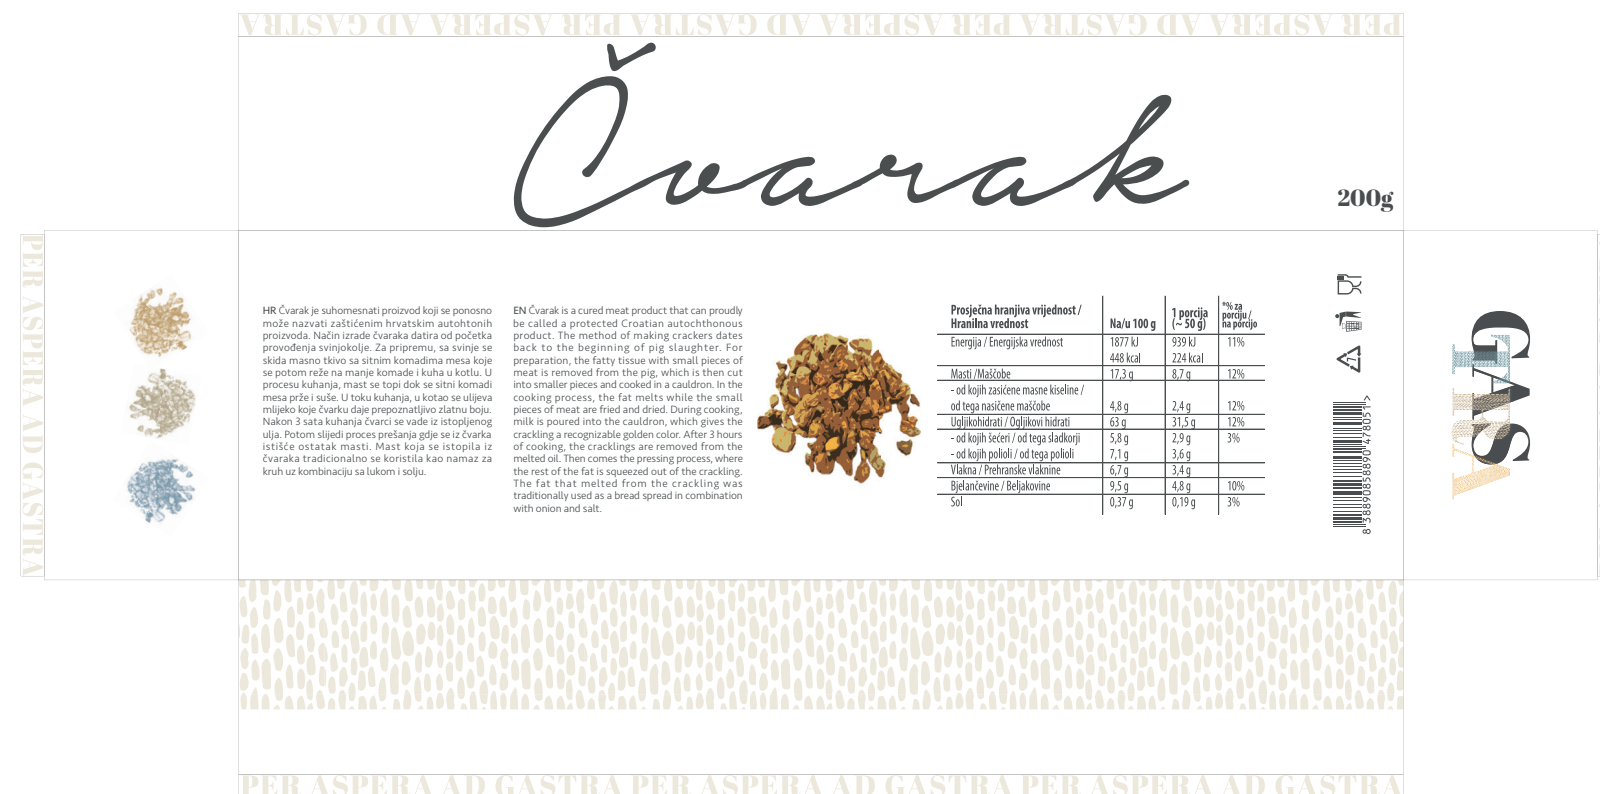 PER ASPERA AD GASTRA PER ASPERA AD GASTRA PER ASPERA AD GASTRA
Čvarak
200g
PER ASPERA AD GASTRA
HR Čvarak je suhomesnati proizvod koji se ponosno
može nazvati zaštićenim hrvatskim autohtonih
proizvoda. Način izrade čvaraka datira od početka
provođenja svinjokolje. Za pripremu, sa svinje se
skida masno tkivo sa sitnim komadima mesa koje
se potom reže na manje komade i kuha u kotlu. U
procesu kuhanja, mast se topi dok se sitni komadi
mesa prže i suše. U toku kuhanja, u kotao se ulijeva
mlijeko koje čvarku daje prepoznatljivo zlatnu boju.
Nakon 3 sata kuhanja čvarci se vade iz istopljenog
ulja. Potom slijedi proces prešanja gdje se iz čvarka
istišće ostatak masti. Mast koja se istopila iz
čvaraka tradicionalno se koristila kao namaz za
kruh uz kombinaciju sa lukom i solju.
EN Čvarak is a cured meat product that can proudly
be called a protected Croatian autochthonous
product. The method of making crackers dates
back to the beginning of pig slaughter. For
preparation, the fatty tissue with small pieces of
meat is removed from the pig, which is then cut
into smaller pieces and cooked in a cauldron. In the
cooking process, the fat melts while the small
pieces of meat are fried and dried. During cooking,
milk is poured into the cauldron, which gives the
crackling a recognizable golden color. After 3 hours
of cooking, the cracklings are removed from the
melted oil. Then comes the pressing process, where
the rest of the fat is squeezed out of the crackling.
The fat that melted from the crackling was
traditionally used as a bread spread in combination
with onion and salt.
Prosječna hranjiva vrijednost /
Hranilna vrednost
Na/u 100 g
1 porcija
(~ 50 g)
*% za
porciju /
na porcijo
Energija / Energijska vrednost 1877 kJ 939 kJ 11%
448 kcal 224 kcal
Masti /Maščobe 17,3 g 8,7 g 12%
- od kojih zasićene masne kiseline /
od tega nasičene maščobe 4,8 g 2,4 g 12%
Ugljikohidrati / Ogljikovi hidrati 63 g 31,5 g 12%
- od kojih šećeri / od tega sladkorji 5,8 g 2,9 g 3%
- od kojih polioli / od tega polioli 7,1 g 3,6 g
Vlakna / Prehranske vlaknine 6,7 g 3,4 g
Bjelančevine / Beljakovine 9,5 g 4,8 g 10%
Sol 0,37 g 0,19 g 3%
PER ASPERA AD GASTRA PER ASPERA AD GASTRA PER ASPERA AD GASTRA